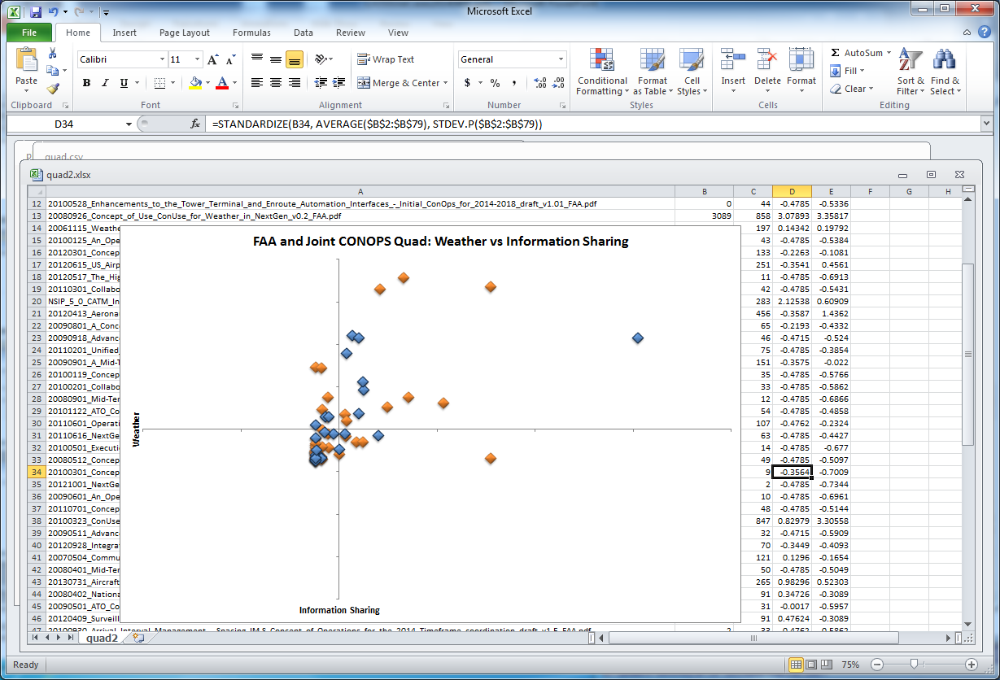 Microsoft Excel
File Home Insert Page Layout Formulas Data Review View
Paste Calibri 11 Wrap Text General AutoSum
B I U Merge & Center $ % , Conditional Formatting Format as Table Cell Styles Insert Delete Format Fill Clear Sort & Filter Find & Select
Clipboard Font Alignment Number Styles Cells Editing
D34 fx =STANDARDIZE(B34, AVERAGE($B$2:$B$79), STDEV.P($B$2:$B$79))
quad.csv
quad2.xlsx
A B C D E F G H
12 20100528_Enhancements_to_the_Tower_Terminal_and_Enroute_Automation_Interfaces_-_Initial_ConOps_for_2014-2018_draft_v1.01_FAA.pdf 0 44 -0.4785 -0.5336
13 20080926_Concept_of_Use_ConUse_for_Weather_in_NextGen_v0.2_FAA.pdf 3089 858 3.07893 3.35817
14 20061115_Weathe 197 0.14342 0.19792
FAA and Joint CONOPS Quad: Weather vs Information Sharing
15 20100125_An_Ope 43 -0.4785 -0.5384
16 20120301_Concep 133 -0.2263 -0.1081
17 20120615_US_Airp 251 -0.3541 0.4561
18 20120517_The_Hig 11 -0.4785 -0.6913
19 20110301_Collabo 42 -0.4785 -0.5431
20 NSIP_5_0_CATM_In 283 2.12538 0.60909
21 20120413_Aerona 456 -0.3587 1.4362
22 20090801_A_Conc 65 -0.2193 -0.4332
23 20090918_Advanc 46 -0.4715 -0.524
24 20110201_Unified_ 75 -0.4785 -0.3854
25 20090901_A_Mid-T 151 -0.3575 -0.022
26 20100119_Concep 35 -0.4785 -0.5766
27 20100201_Collabo 33 -0.4785 -0.5862
28 20080901_Mid-Ter 12 -0.4785 -0.6866
29 20101122_ATO_Co 54 -0.4785 -0.4858
30 20110601_Operati 107 -0.4762 -0.2324
31 20110616_NextGe 63 -0.4785 -0.4427
Weather
32 20100501_Executi 14 -0.4785 -0.677
33 20080512_Concep 49 -0.4785 -0.5097
34 20100301_Concep 9 -0.3564 -0.7009
35 20121001_NextGe 2 -0.4785 -0.7344
36 20090601_An_Ope 10 -0.4785 -0.6961
37 20110701_Concep 48 -0.4785 -0.5144
38 20100323_ConUse 847 0.82979 3.30558
39 20090511_Advanc 32 -0.4715 -0.5909
40 20120928_Integra 70 -0.3449 -0.4093
41 20070504_Commu 121 0.1296 -0.1654
42 20080401_Mid-Ter 50 -0.4785 -0.5049
43 20130731_Aircraft 265 0.98296 0.52303
44 20080402_Nationa 91 0.34726 -0.3089
45 20090501_ATO_Co 31 -0.0017 -0.5957
Information Sharing
46 20120409_Surveill 91 0.47624 -0.3089
47 20100930_Arrival_Interval_Management_-_Spacing_IM-S_Concept_of_Operations_for_the_2014_Timeframe_coordination_draft_v1.5_FAA.pdf 2 33 -0.4762 -0.5862
quad2
Ready 75%